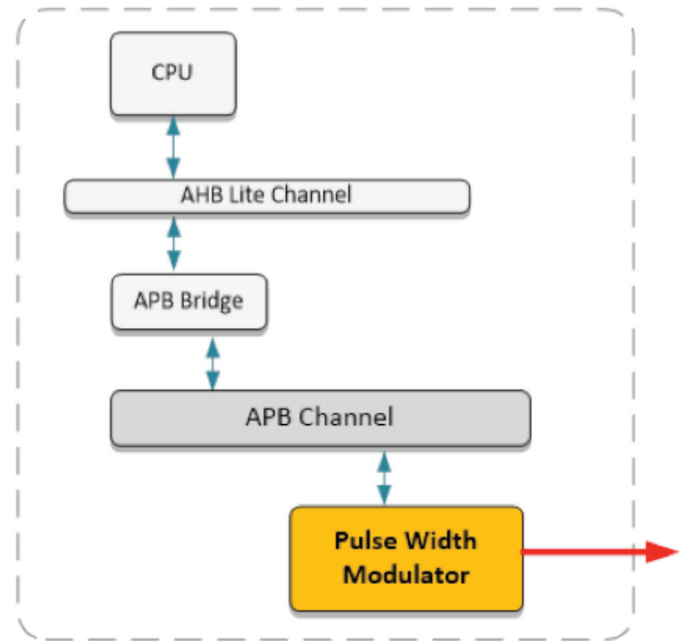 CPU
AHB Lite Channel
APB Bridge
APB Channel
Pulse Width
Modulator